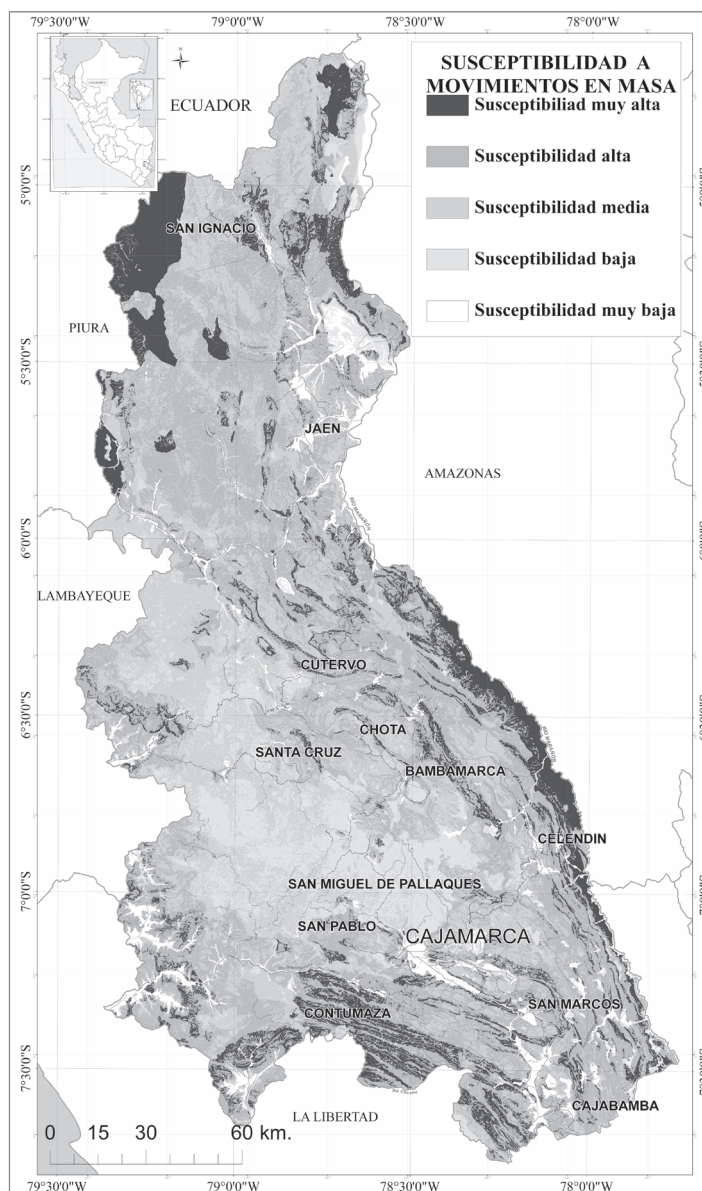 79°30'0"W 79°0'0"W 78°30'0"W 78°0'0"W
N
ECUADOR
SUSCEPTIBILIDAD A
MOVIMIENTOS EN MASA
Susceptibiliad muy alta
Susceptibilidad alta
Susceptibilidad media
Susceptibilidad baja
Susceptibilidad muy baja
5°0'0"S
SAN IGNACIO
PIURA
5°30'0"S
JAEN
AMAZONAS
RIO MARAÑON
6°0'0"S
LAMBAYEQUE
CUTERVO
6°30'0"S
CHOTA
SANTA CRUZ
BAMBAMARCA
CELENDIN
7°0'0"S
SAN MIGUEL DE PALLAQUES
SAN PABLO
CAJAMARCA
SAN MARCOS
CONTUMAZA
7°30'0"S
CAJABAMBA
LA LIBERTAD
0 15 30 60 km.
79°30'0"W 79°0'0"W 78°30'0"W 78°0'0"W